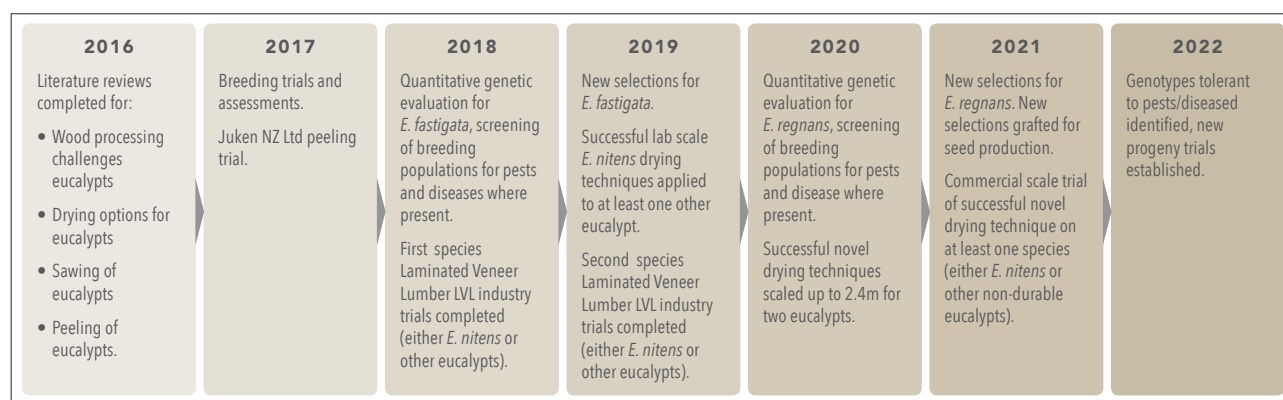 2016
Literature reviews
completed for:
• Wood processing
challenges
eucalypts
• Drying options for
eucalypts
• Sawing of
eucalypts
• Peeling of
eucalypts.
2017
Breeding trials and
assessments.
Juken NZ Ltd peeling
trial.
2018
Quantitative genetic
evaluation for
E. fastigata, screening
of breeding
populations for pests
and diseases where
present.
First species
Laminated Veneer
Lumber LVL industry
trials completed
(either E. nitens or
other eucalypts).
2019
New selections for
E. fastigata.
Successful lab scale
E. nitens drying
techniques applied
to at least one other
eucalypt.
Second species
Laminated Veneer
Lumber LVL industry
trials completed
(either E. nitens or
other eucalypts).
2020
Quantitative genetic
evaluation for
E. regnans, screening
of breeding
populations for pests
and disease where
present.
Successful novel
drying techniques
scaled up to 2.4m for
two eucalypts.
2021
New selections for
E. regnans. New
selections grafted for
seed production.
Commercial scale trial
of successful novel
drying technique on
at least one species
(either E. nitens or
other non-durable
eucalypts).
2022
Genotypes tolerant
to pests/diseased
identified, new
progeny trials
established.